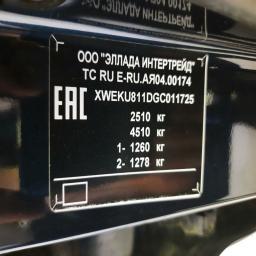 ООО "ЭЛЛАДА ИНТЕРТРЕЙД"
ТС RU E-RU.АЯ04.00174
EAC
XWEKU811DGC011725
2510 кг
4510 кг
1- 1260 кг
2- 1278 кг